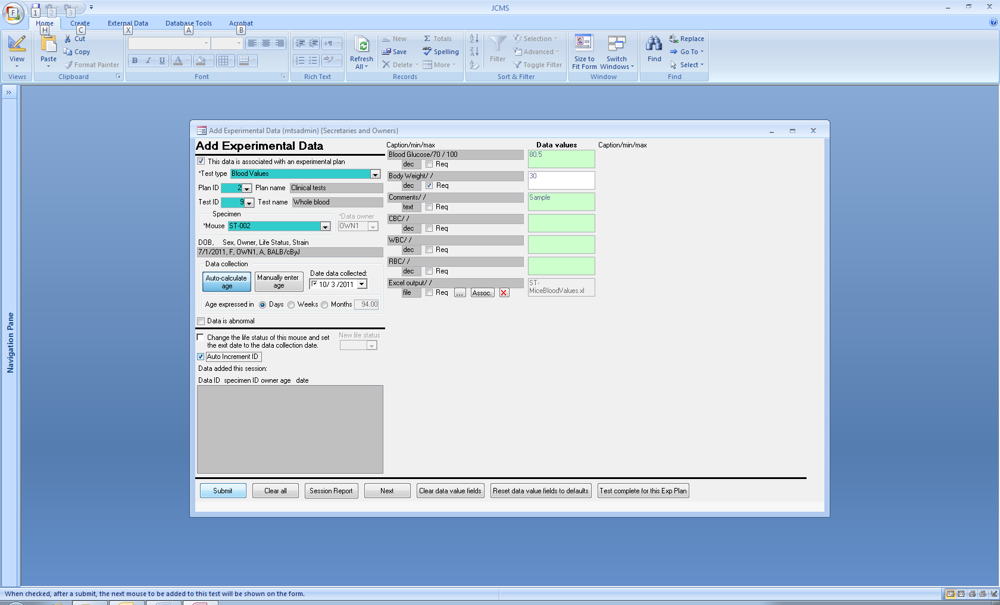 JCMS
F
1
2
3
Home
Create
External Data
Database Tools
Acrobat
H
C
X
A
B
View
Views
Paste
Cut
Copy
Format Painter
Clipboard
B I U A
Font
Rich Text
Refresh
All
New
Save
Delete
Totals
Spelling
More
Records
Filter
Selection
Advanced
Toggle Filter
Sort & Filter
Size to
Fit Form
Switch
Windows
Window
Find
Replace
Go To
Select
Find
Navigation Pane
Add Experimental Data (mtsadmin) {Secretaries and Owners}
Add Experimental Data
This data is associated with an experimental plan
*Test type Blood Values
Plan ID 2 Plan name Clinical tests
Test ID 9 Test name Whole blood
Specimen
*Mouse ST-002
*Data owner
OWN1
DOB, Sex, Owner, Life Status, Strain
7/1/2011, F, OWN1, A, BALB/cByJ
Data collection
Auto-calculate
age
Manually enter
age
Date data collected:
10/ 3 /2011
Age expressed in Days Weeks Months 94.00
Data is abnormal
Change the life status of this mouse and set
the exit date to the data collection date.
New life status
Auto Increment ID
Data added this session:
Data ID specimen ID owner age date
Caption/min/max Data values Caption/min/max
Blood Glucose/70 / 100 80.5
dec Req
Body Weight/ / 30
dec Req
Comments/ / Sample
text Req
CBC/ /
dec Req
WBC/ /
dec Req
RBC/ /
dec Req
Excel output/ / ST-
MiceBloodValues.xl
file Req ... Assoc.
Submit Clear all Session Report Next Clear data value fields Reset data value fields to defaults Test complete for this Exp Plan
When checked, after a submit, the next mouse to be added to this test will be shown on the form.